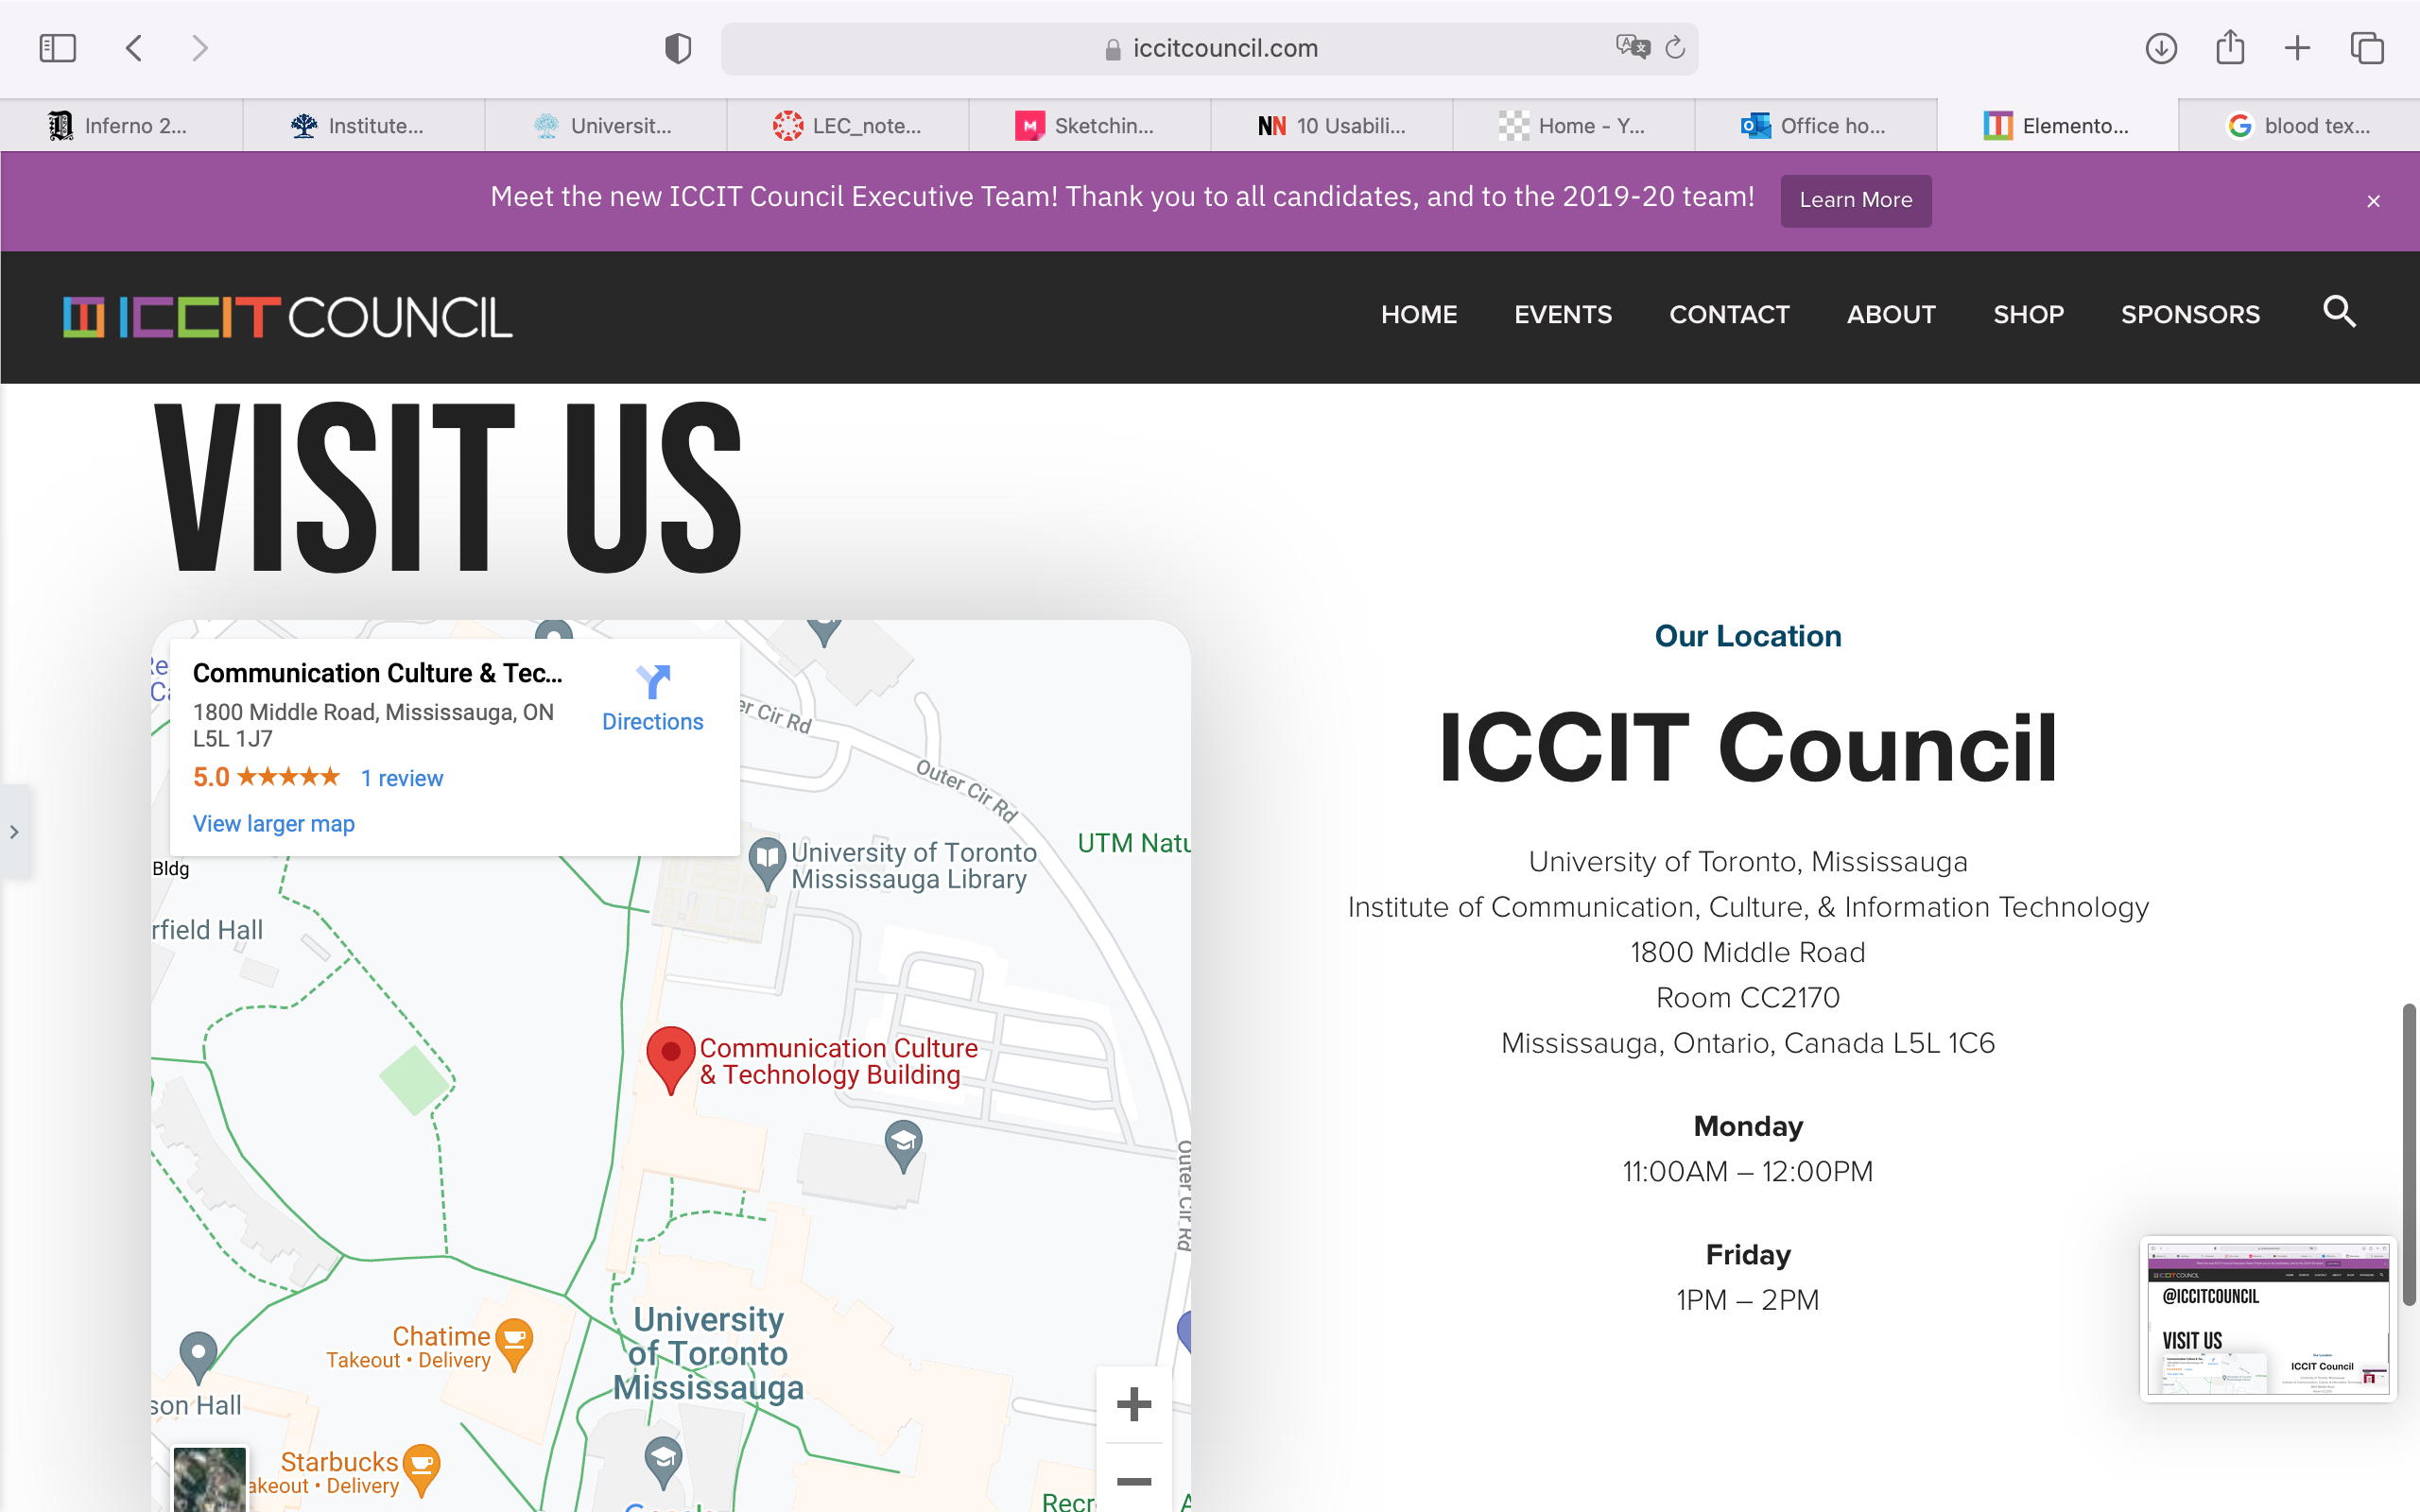 iccitcouncil.com
Inferno 2...
Institute...
Universit...
LEC_note...
Sketchin...
10 Usabili...
Home - Y...
Office ho...
Elemento...
blood tex...
Meet the new ICCIT Council Executive Team! Thank you to all candidates, and to the 2019-20 team!
Learn More
ICCIT COUNCIL
HOME
EVENTS
CONTACT
ABOUT
SHOP
SPONSORS
VISIT US
Communication Culture & Tec...
1800 Middle Road, Mississauga, ON
L5L 1J7
Directions
5.0 ★★★★★ 1 review
View larger map
er Cir Rd
Outer Cir Rd
UTM Natu
University of Toronto
Mississauga Library
Bldg
rfield Hall
Communication Culture
& Technology Building
Outer Cir Rd
University
of Toronto
Mississauga
Chatime
Takeout • Delivery
son Hall
Starbucks
akeout • Delivery
Recr
Our Location
ICCIT Council
University of Toronto, Mississauga
Institute of Communication, Culture, & Information Technology
1800 Middle Road
Room CC2170
Mississauga, Ontario, Canada L5L 1C6
Monday
11:00AM – 12:00PM
Friday
1PM – 2PM
@ICCITCOUNCIL
VISIT US
ICCIT Council